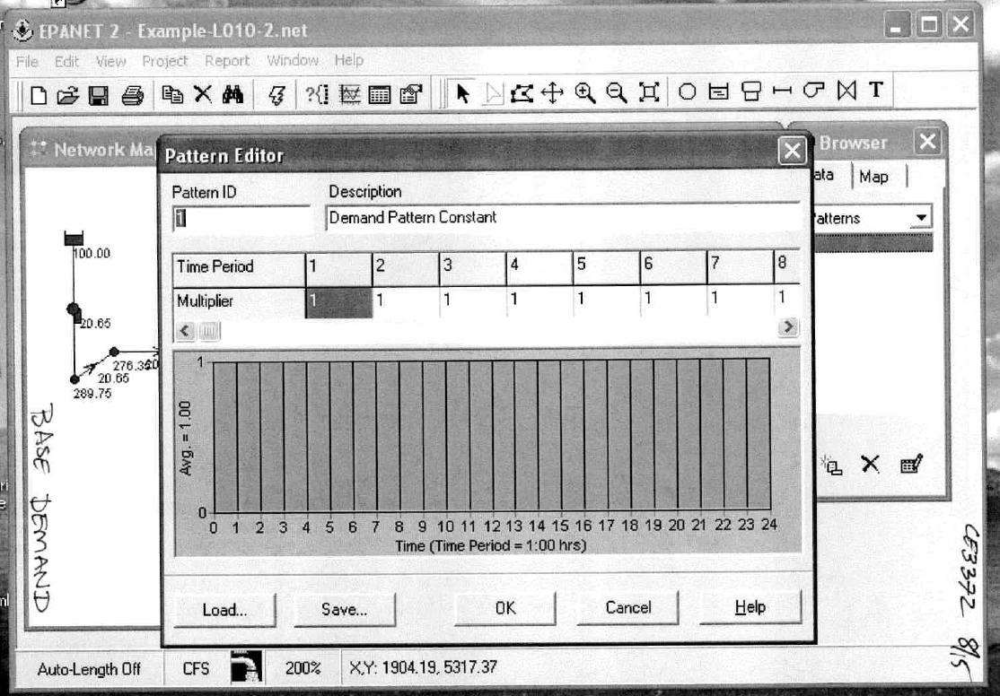 EPANET 2 - Example-L010-2.net
File Edit View Project Report Window Help
?{} T
Network Ma
Pattern Editor
Browser
Pattern ID Description
ata Map
1 Demand Pattern Constant
atterns
Time Period 1 2 3 4 5 6 7 8
Multiplier 1 1 1 1 1 1 1 1
100.00
20.65
276.35
20.65
289.75
1
Avg. = 1.00
0
0 1 2 3 4 5 6 7 8 9 10 11 12 13 14 15 16 17 18 19 20 21 22 23 24
Time (Time Period = 1:00 hrs)
BASE DEMAND
CE3372 8/15
Load... Save... OK Cancel Help
Auto-Length Off CFS 200% X,Y: 1904.19, 5317.37